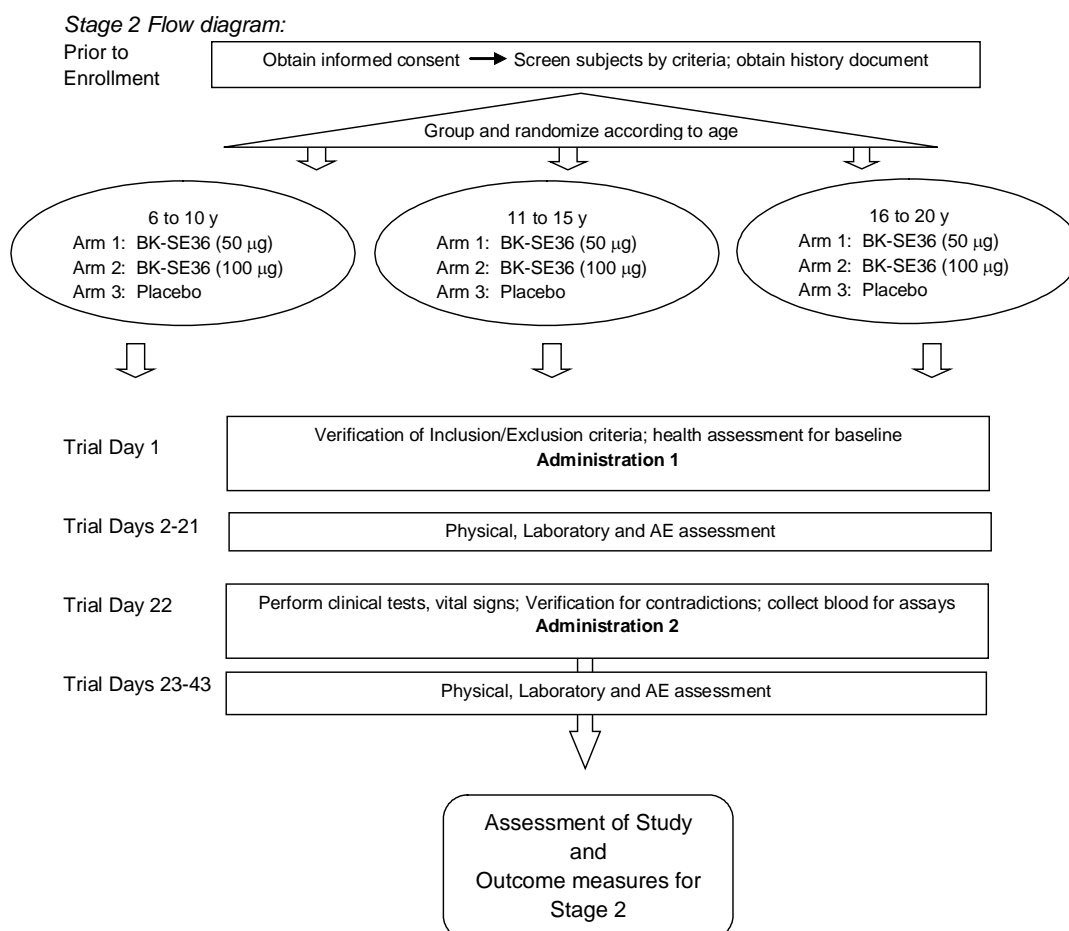 Stage 2 Flow diagram:
Prior to
Enrollment
Obtain informed consent → Screen subjects by criteria; obtain history document
Group and randomize according to age
6 to 10 y
Arm 1: BK-SE36 (50 µg)
Arm 2: BK-SE36 (100 µg)
Arm 3: Placebo
11 to 15 y
Arm 1: BK-SE36 (50 µg)
Arm 2: BK-SE36 (100 µg)
Arm 3: Placebo
16 to 20 y
Arm 1: BK-SE36 (50 µg)
Arm 2: BK-SE36 (100 µg)
Arm 3: Placebo
Trial Day 1
Verification of Inclusion/Exclusion criteria; health assessment for baseline
Administration 1
Trial Days 2-21
Physical, Laboratory and AE assessment
Trial Day 22
Perform clinical tests, vital signs; Verification for contradictions; collect blood for assays
Administration 2
Trial Days 23-43
Physical, Laboratory and AE assessment
Assessment of Study
and
Outcome measures for
Stage 2